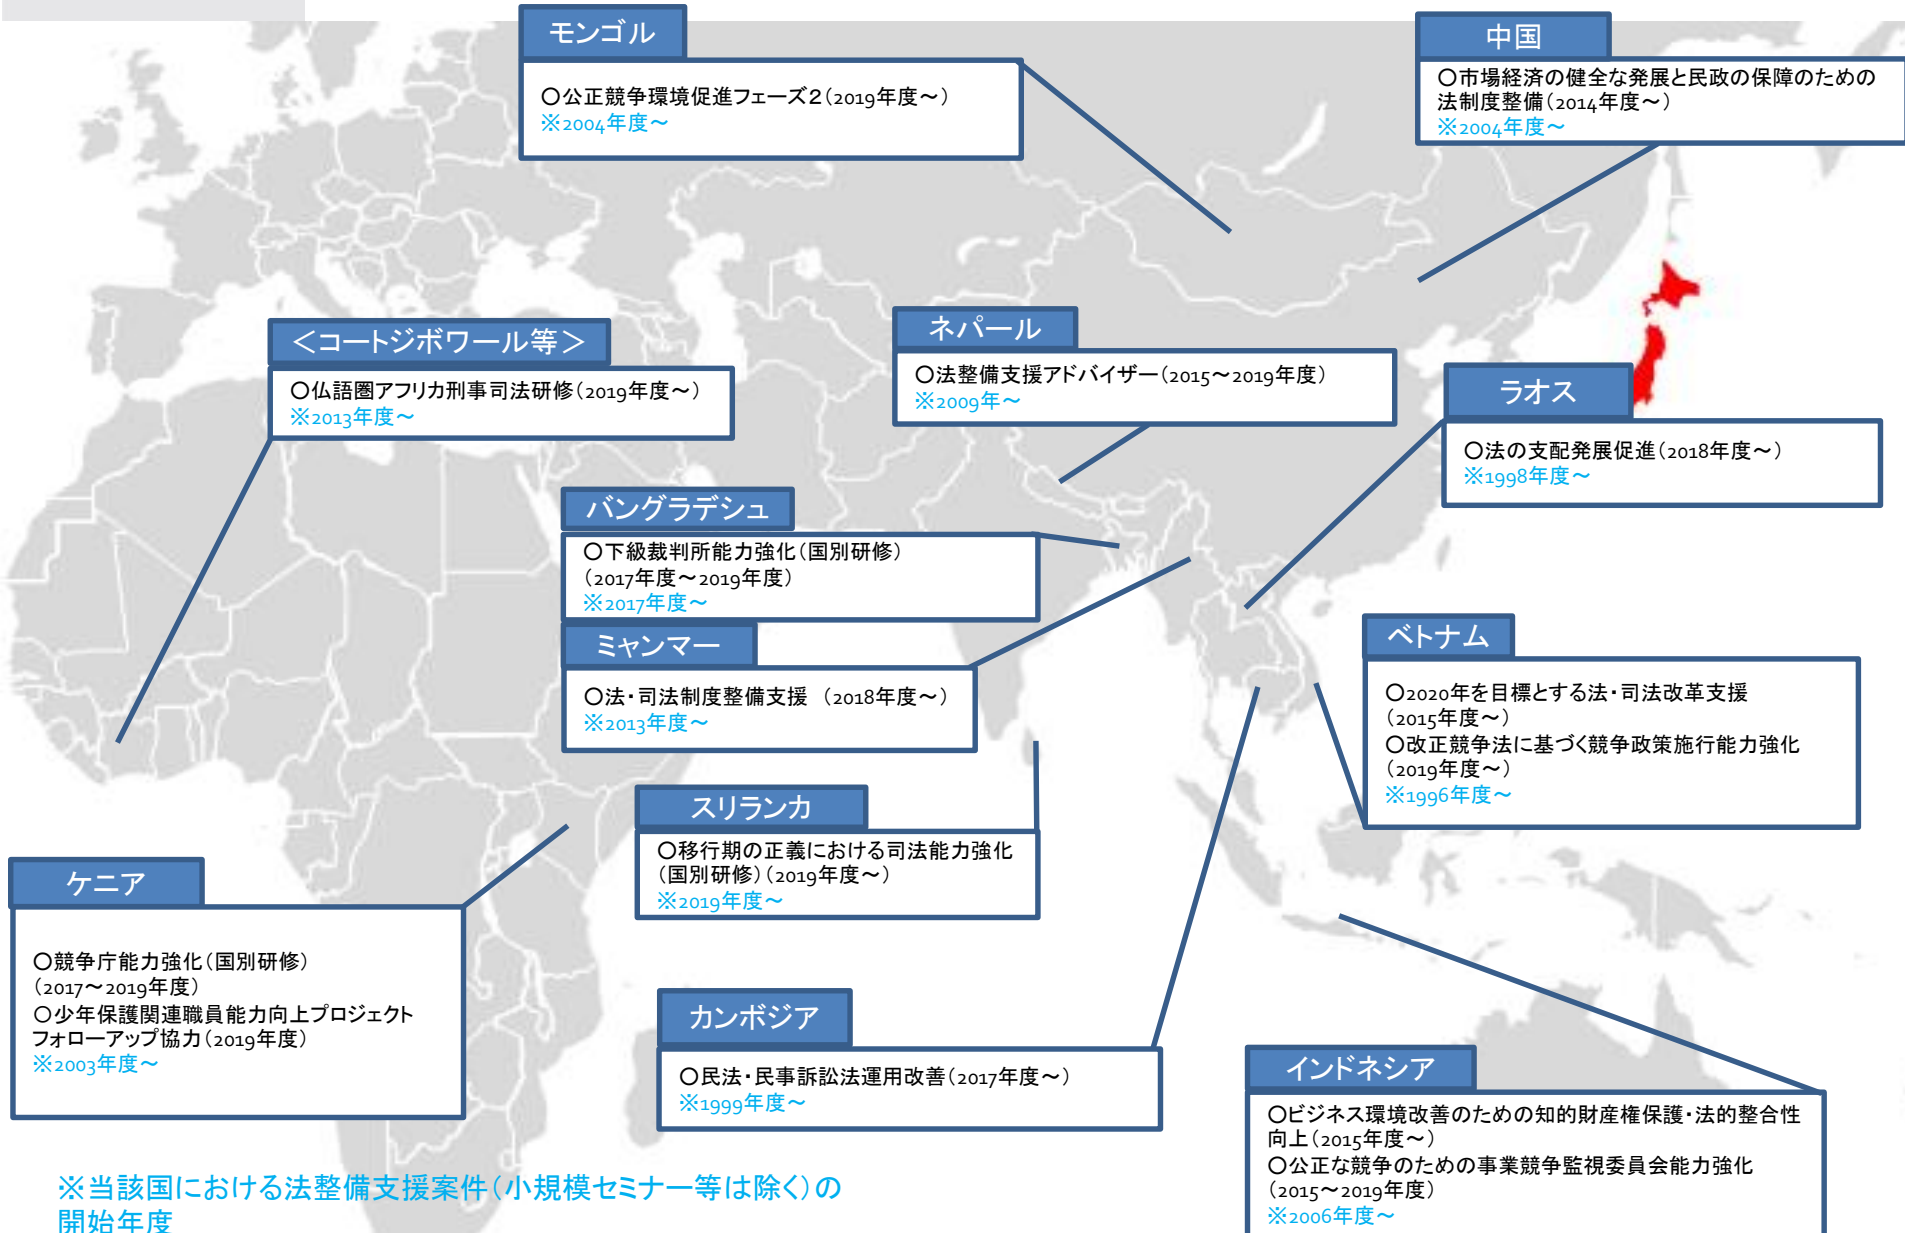 モンゴル
〇公正競争環境促進フェーズ２（2019年度～）
※2004年度～
中国
〇市場経済の健全な発展と民政の保障のための
法制度整備（2014年度～）
※2004年度～
＜コートジボワール等＞
〇仏語圏アフリカ刑事司法研修（2019年度～）
※2013年度～
ネパール
〇法整備支援アドバイザー（2015～2019年度）
※2009年～
ラオス
〇法の支配発展促進（2018年度～）
※1998年度～
バングラデシュ
〇下級裁判所能力強化（国別研修）
（2017年度～2019年度）
※2017年度～
ミャンマー
〇法・司法制度整備支援　（2018年度～）
※2013年度～
ベトナム
〇2020年を目標とする法・司法改革支援
（2015年度～）
〇改正競争法に基づく競争政策施行能力強化
（2019年度～）
※1996年度～
スリランカ
〇移行期の正義における司法能力強化
（国別研修）（2019年度～）
※2019年度～
ケニア
〇競争庁能力強化（国別研修）
（2017～2019年度）
〇少年保護関連職員能力向上プロジェクト
フォローアップ協力（2019年度）
※2003年度～
カンボジア
〇民法・民事訴訟法運用改善（2017年度～）
※1999年度～
インドネシア
〇ビジネス環境改善のための知的財産権保護・法的整合性
向上（2015年度～）
〇公正な競争のための事業競争監視委員会能力強化
（2015～2019年度）
※2006年度～
※当該国における法整備支援案件（小規模セミナー等は除く）の
開始年度